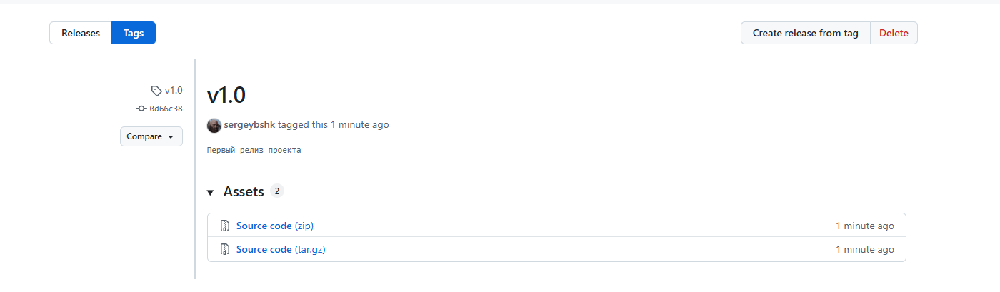 Releases Tags Create release from tag Delete
v1.0
0d66c38
Compare
v1.0
sergeybshk tagged this 1 minute ago
Первый релиз проекта
Assets 2
Source code (zip) 1 minute ago
Source code (tar.gz) 1 minute ago